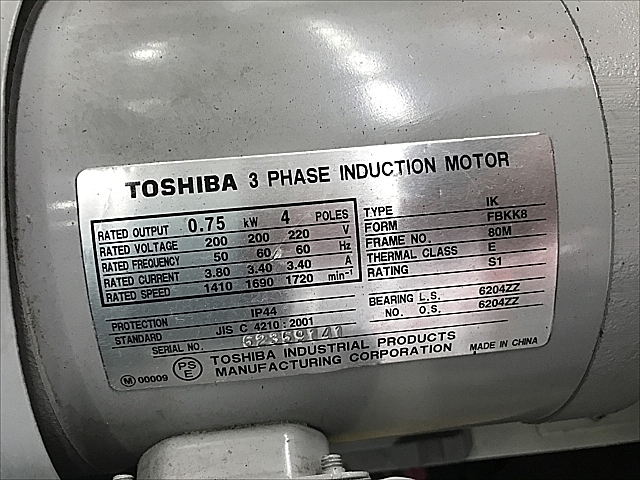 TOSHIBA 3 PHASE INDUCTION MOTOR
RATED OUTPUT 0.75 kW 4 POLES
RATED VOLTAGE 200 200 220 V
RATED FREQUENCY 50 60 60 Hz
RATED CURRENT 3.80 3.40 3.40 A
RATED SPEED 1410 1690 1720 min⁻¹
TYPE IK
FORM FBKK8
FRAME NO. 80M
THERMAL CLASS E
RATING S1
PROTECTION IP44
STANDARD JIS C 4210:2001
BEARING L.S. 6204ZZ
NO. O.S. 6204ZZ
SERIAL NO.
M 00009 PS E TOSHIBA INDUSTRIAL PRODUCTS
MANUFACTURING CORPORATION MADE IN CHINA